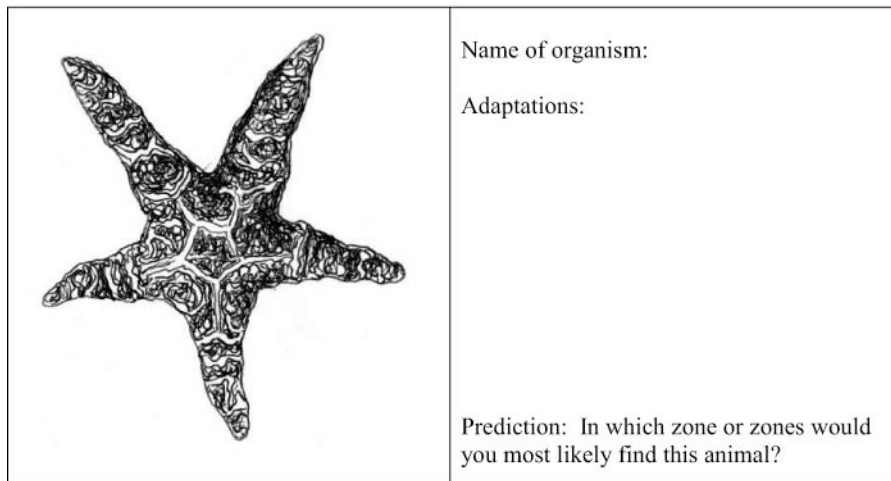 Name of organism:
Adaptations:
Prediction:  In which zone or zones would
you most likely find this animal?